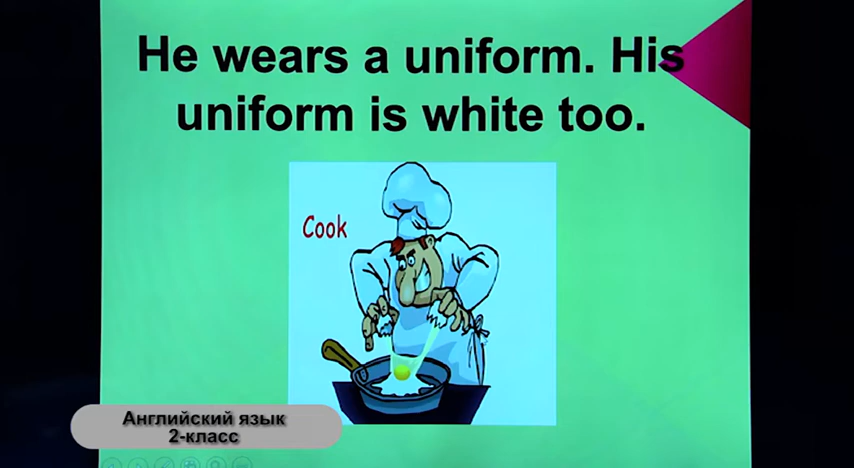 He wears a uniform. His
uniform is white too.
Cook
Английский язык
2-класс